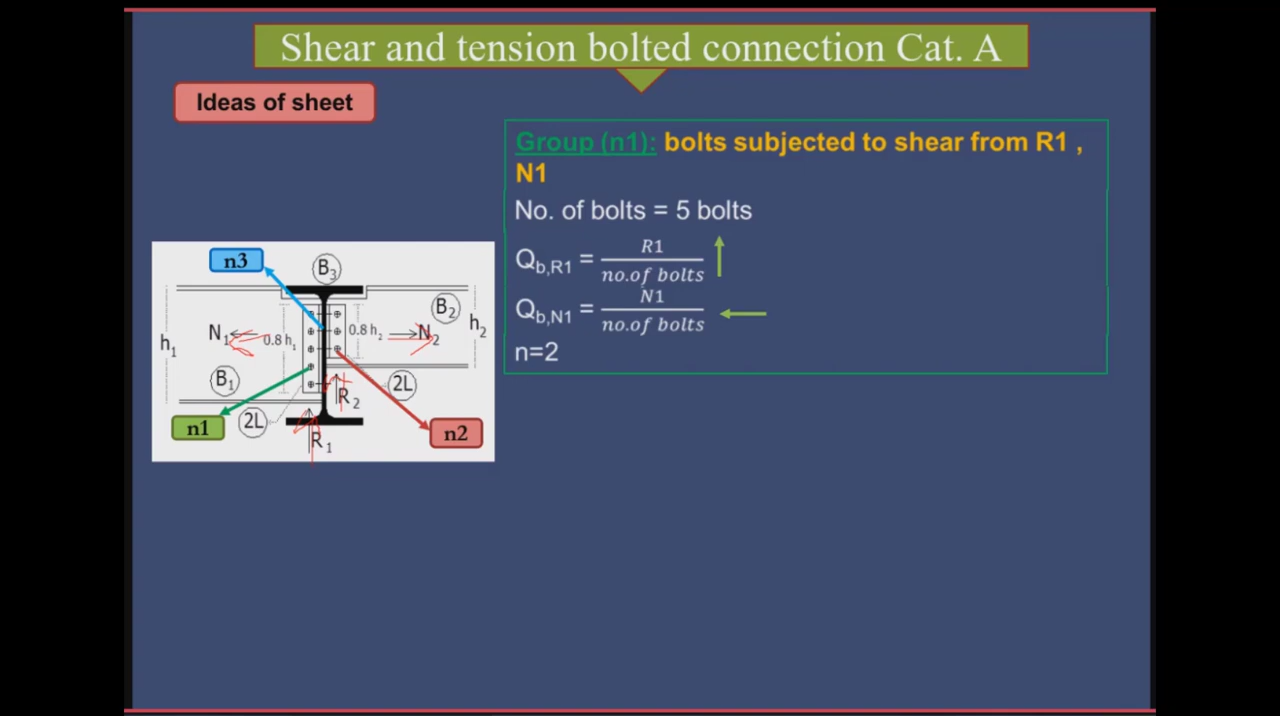 Shear and tension bolted connection Cat. A
Ideas of sheet
Group (n1): bolts subjected to shear from R1 ,
N1
No. of bolts = 5 bolts
Qb,R1 = R1 / no.of bolts
Qb,N1 = N1 / no.of bolts
n=2
n3
B3
B2
N1
0.8 h1
0.8 h2
N2
h1
h2
B1
2L
R2
n1
2L
R1
n2